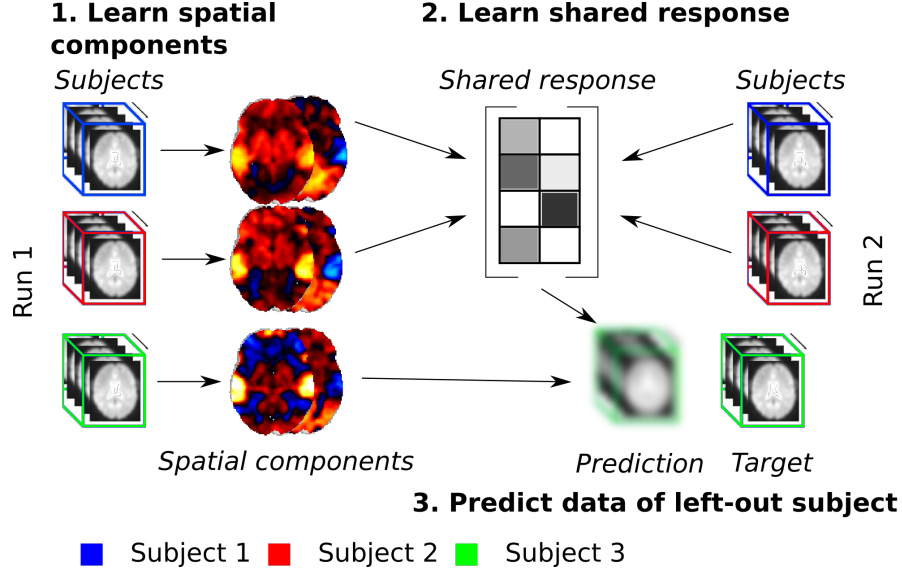 1. Learn spatial
components
2. Learn shared response
Subjects
Shared response
Subjects
Run 1
Run 2
Spatial components
Prediction
Target
3. Predict data of left-out subject
Subject 1
Subject 2
Subject 3